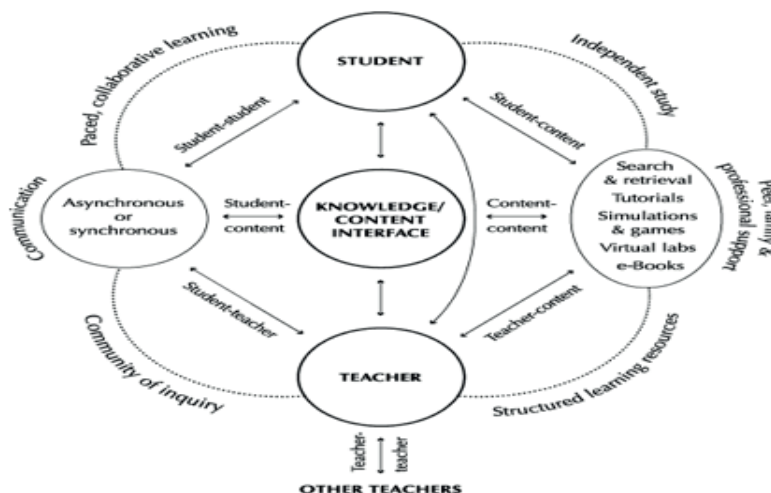 STUDENT
Paced, collaborative learning
Independent study
Student-student
Student-content
Communication
Asynchronous
or
synchronous
Student-
content
KNOWLEDGE/
CONTENT
INTERFACE
Content-
content
Search
& retrieval
Tutorials
Simulations
& games
Virtual labs
e-Books
professional support
Student-teacher
Teacher-content
TEACHER
Community of inquiry
Structured learning resources
Teacher-
teacher
OTHER TEACHERS